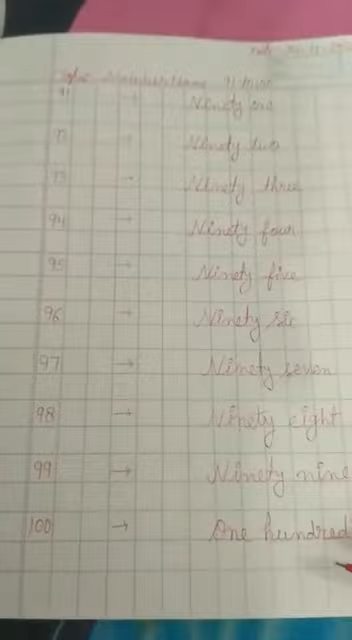 91 → Ninety one
92 → Ninety two
93 → Ninety three
94 → Ninety four
95 → Ninety five
96 → Ninety six
97 → Ninety seven
98 → Ninety eight
99 → Ninety nine
100 → One hundred